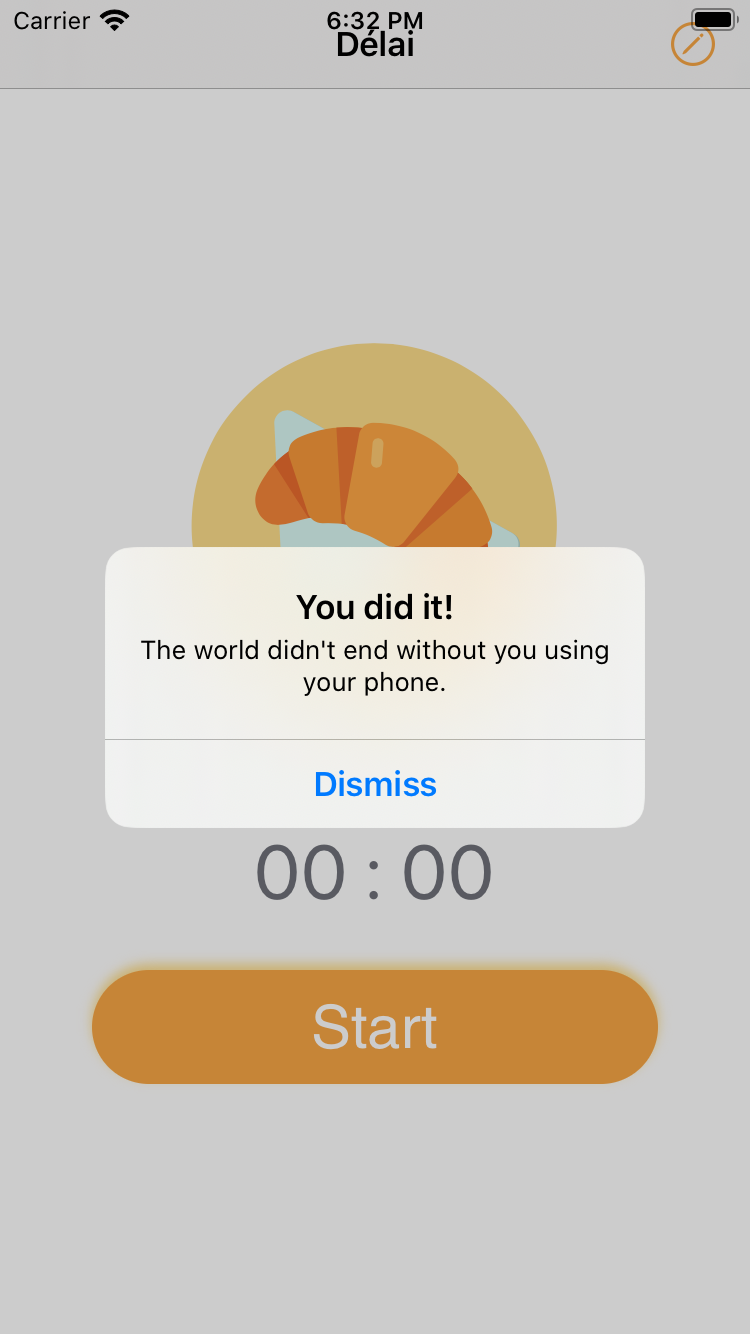 Carrier 6:32 PM
Délai
You did it!
The world didn't end without you using
your phone.
Dismiss
00 : 00
Start